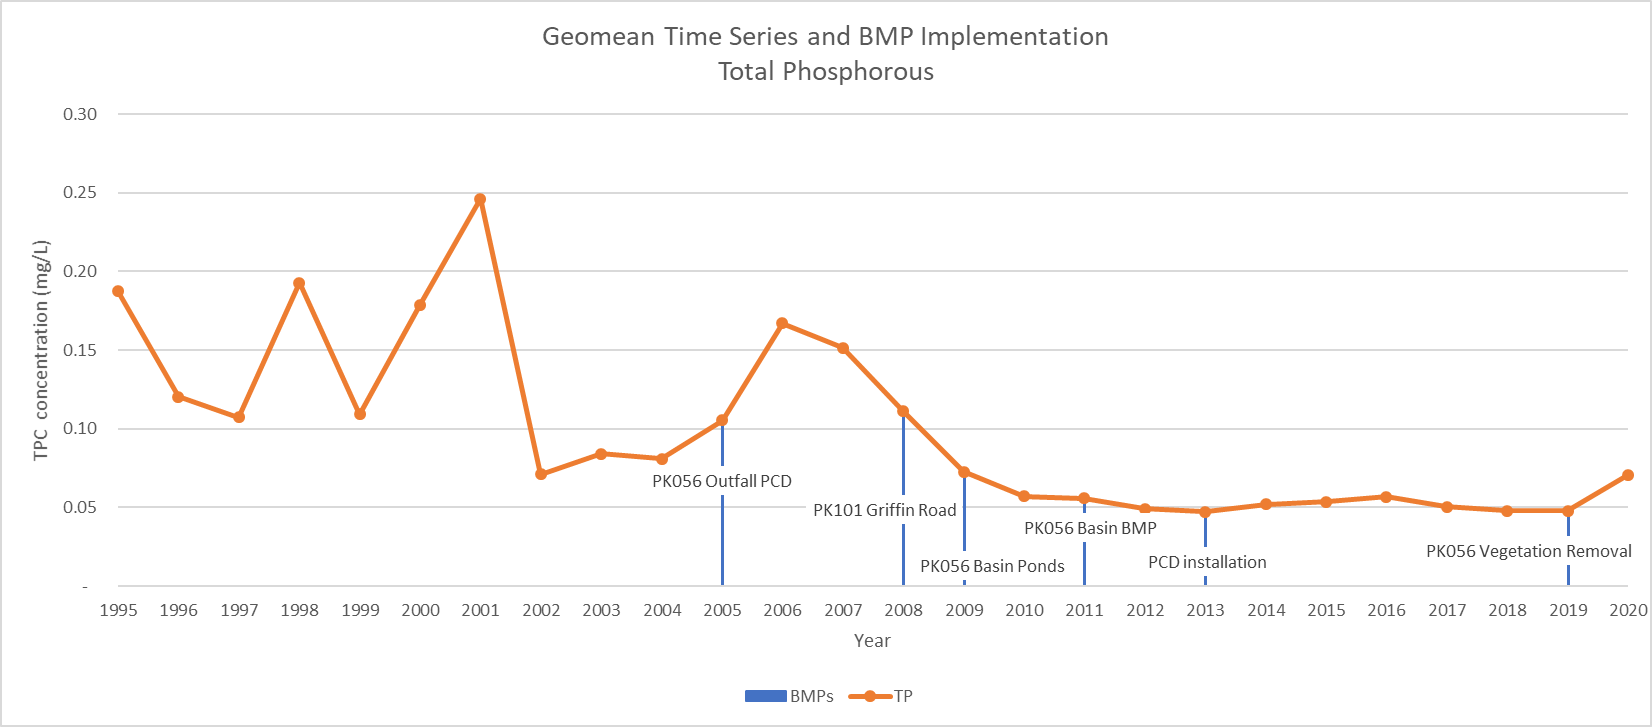 Geomean Time Series and BMP Implementation
Total Phosphorous
0.30
0.25
0.20
0.15
0.10
0.05
-
TPC concentration (mg/L)
PK056 Outfall PCD
PK101 Griffin Road
PK056 Basin Ponds
PK056 Basin BMP
PCD installation
PK056 Vegetation Removal
1995 1996 1997 1998 1999 2000 2001 2002 2003 2004 2005 2006 2007 2008 2009 2010 2011 2012 2013 2014 2015 2016 2017 2018 2019 2020
Year
BMPs TP